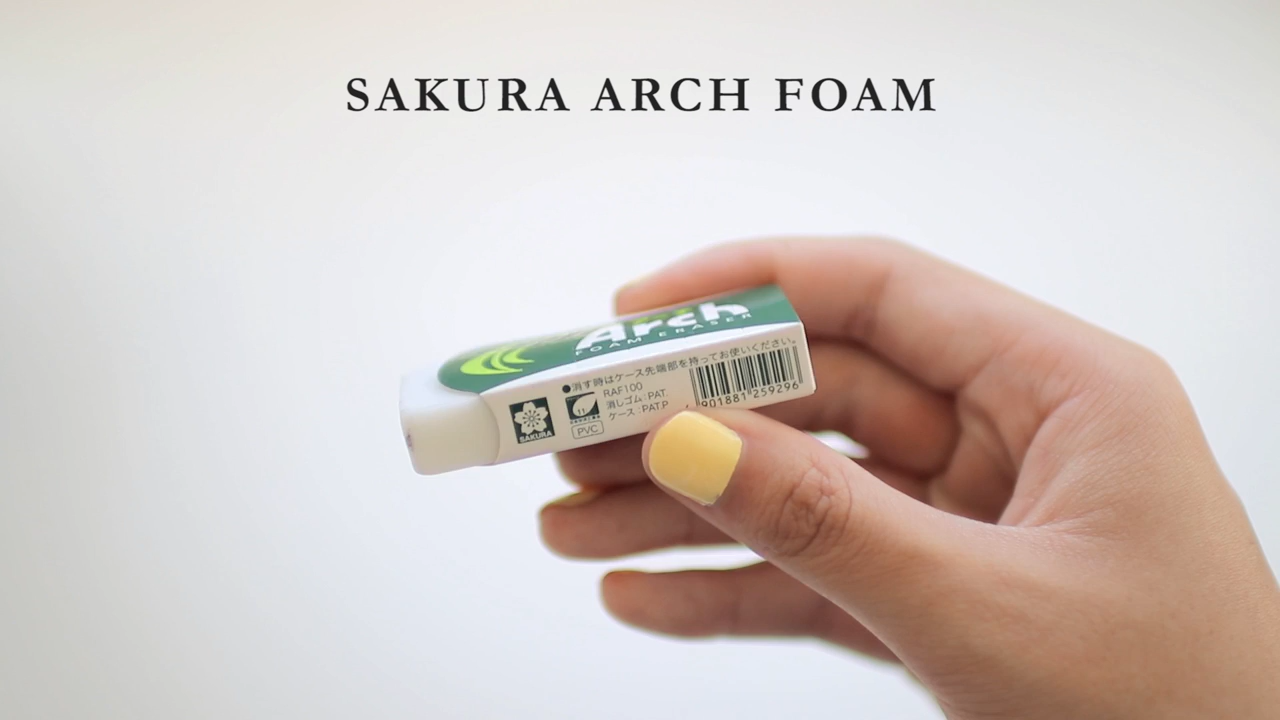 SAKURA ARCH FOAM
Arch
FOAM ERASER
●消す時はケース先端部を持ってお使いください。
RAF100
消しゴム:PAT.
ケース:PAT.P
SAKURA
PVC
901881 259296